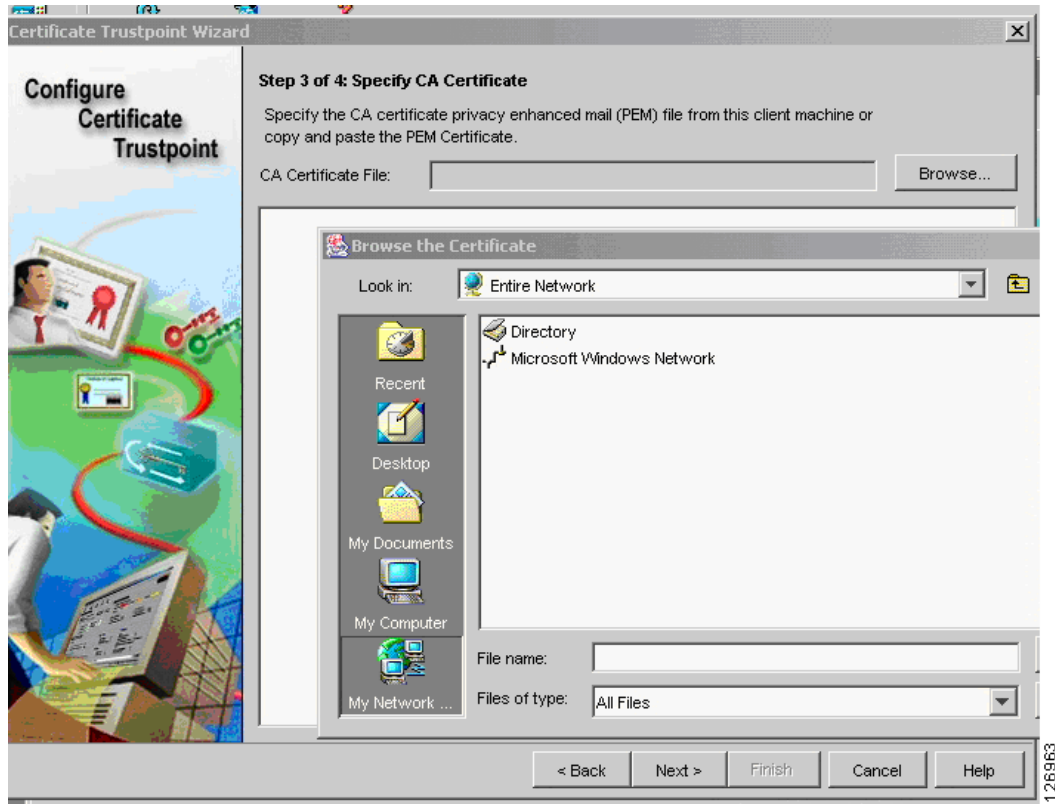 Certificate Trustpoint Wizard
Configure
Certificate
Trustpoint
Step 3 of 4: Specify CA Certificate
Specify the CA certificate privacy enhanced mail (PEM) file from this client machine or
copy and paste the PEM Certificate.
CA Certificate File:
Browse...
Browse the Certificate
Look in:
Entire Network
Recent
Desktop
My Documents
My Computer
My Network ...
Directory
Microsoft Windows Network
File name:
Files of type:
All Files
< Back
Next >
Finish
Cancel
Help
126963